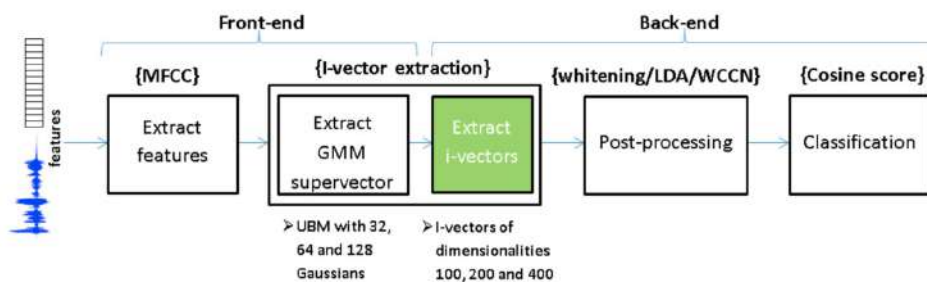 Front-end
Back-end
{MFCC}
{I-vector extraction}
{whitening/LDA/WCCN}
{Cosine score}
features
Extract
features
Extract
GMM
supervector
Extract
i-vectors
Post-processing
Classification
➢ UBM with 32,
64 and 128
Gaussians
➢ I-vectors of
dimensionalities
100, 200 and 400